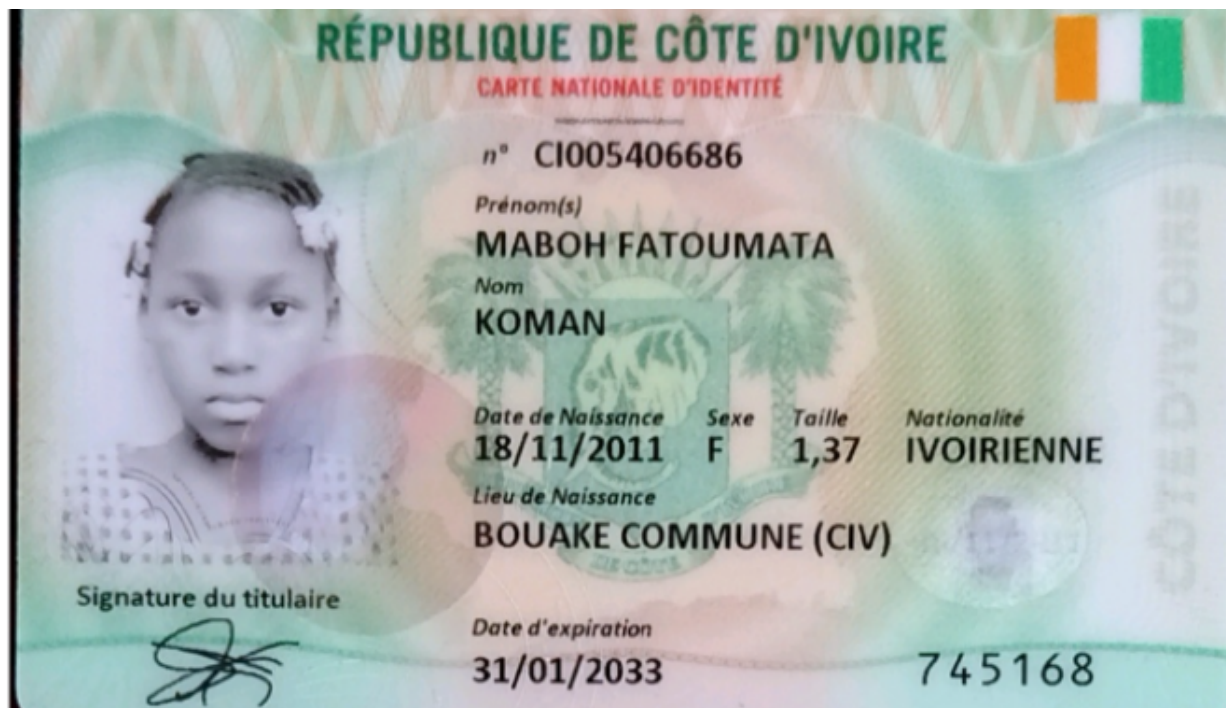 RÉPUBLIQUE DE CÔTE D'IVOIRE
CARTE NATIONALE D'IDENTITÉ
n° CI005406686
Prénom(s)
MABOH FATOUMATA
Nom
KOMAN
Date de Naissance Sexe Taille Nationalité
18/11/2011 F 1,37 IVOIRIENNE
Lieu de Naissance
BOUAKE COMMUNE (CIV)
Signature du titulaire
Date d'expiration
31/01/2033
745168
CÔTE D'IVOIRE